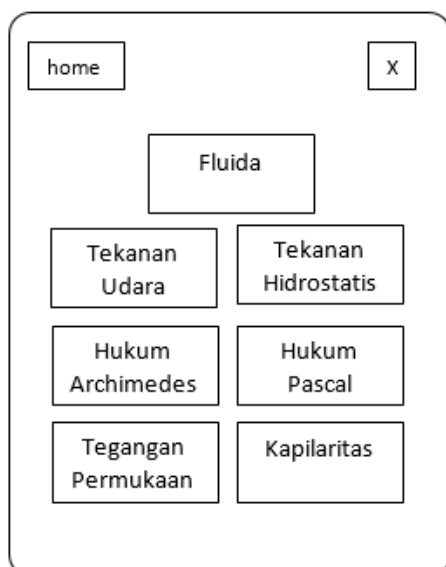 home
X
Fluida
Tekanan
Udara
Tekanan
Hidrostatis
Hukum
Archimedes
Hukum
Pascal
Tegangan
Permukaan
Kapilaritas